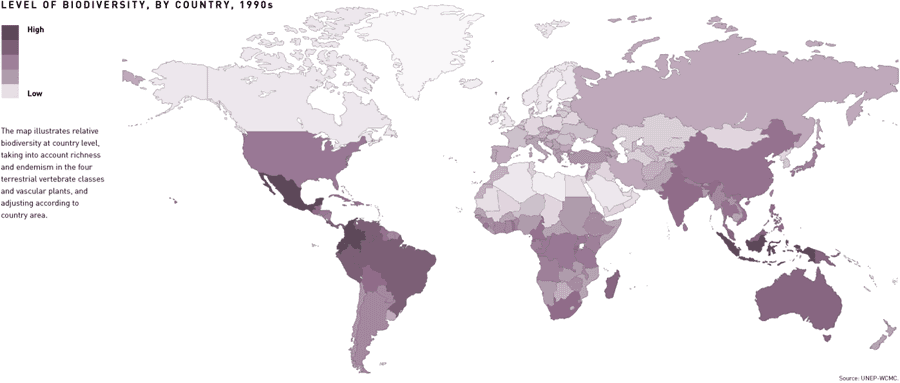 LEVEL OF BIODIVERSITY, BY COUNTRY, 1990s
High
Low
The map illustrates relative
biodiversity at country level,
taking into account richness
and endemism in the four
terrestrial vertebrate classes
and vascular plants, and
adjusting according to
country area.
Source: UNEP-WCMC.